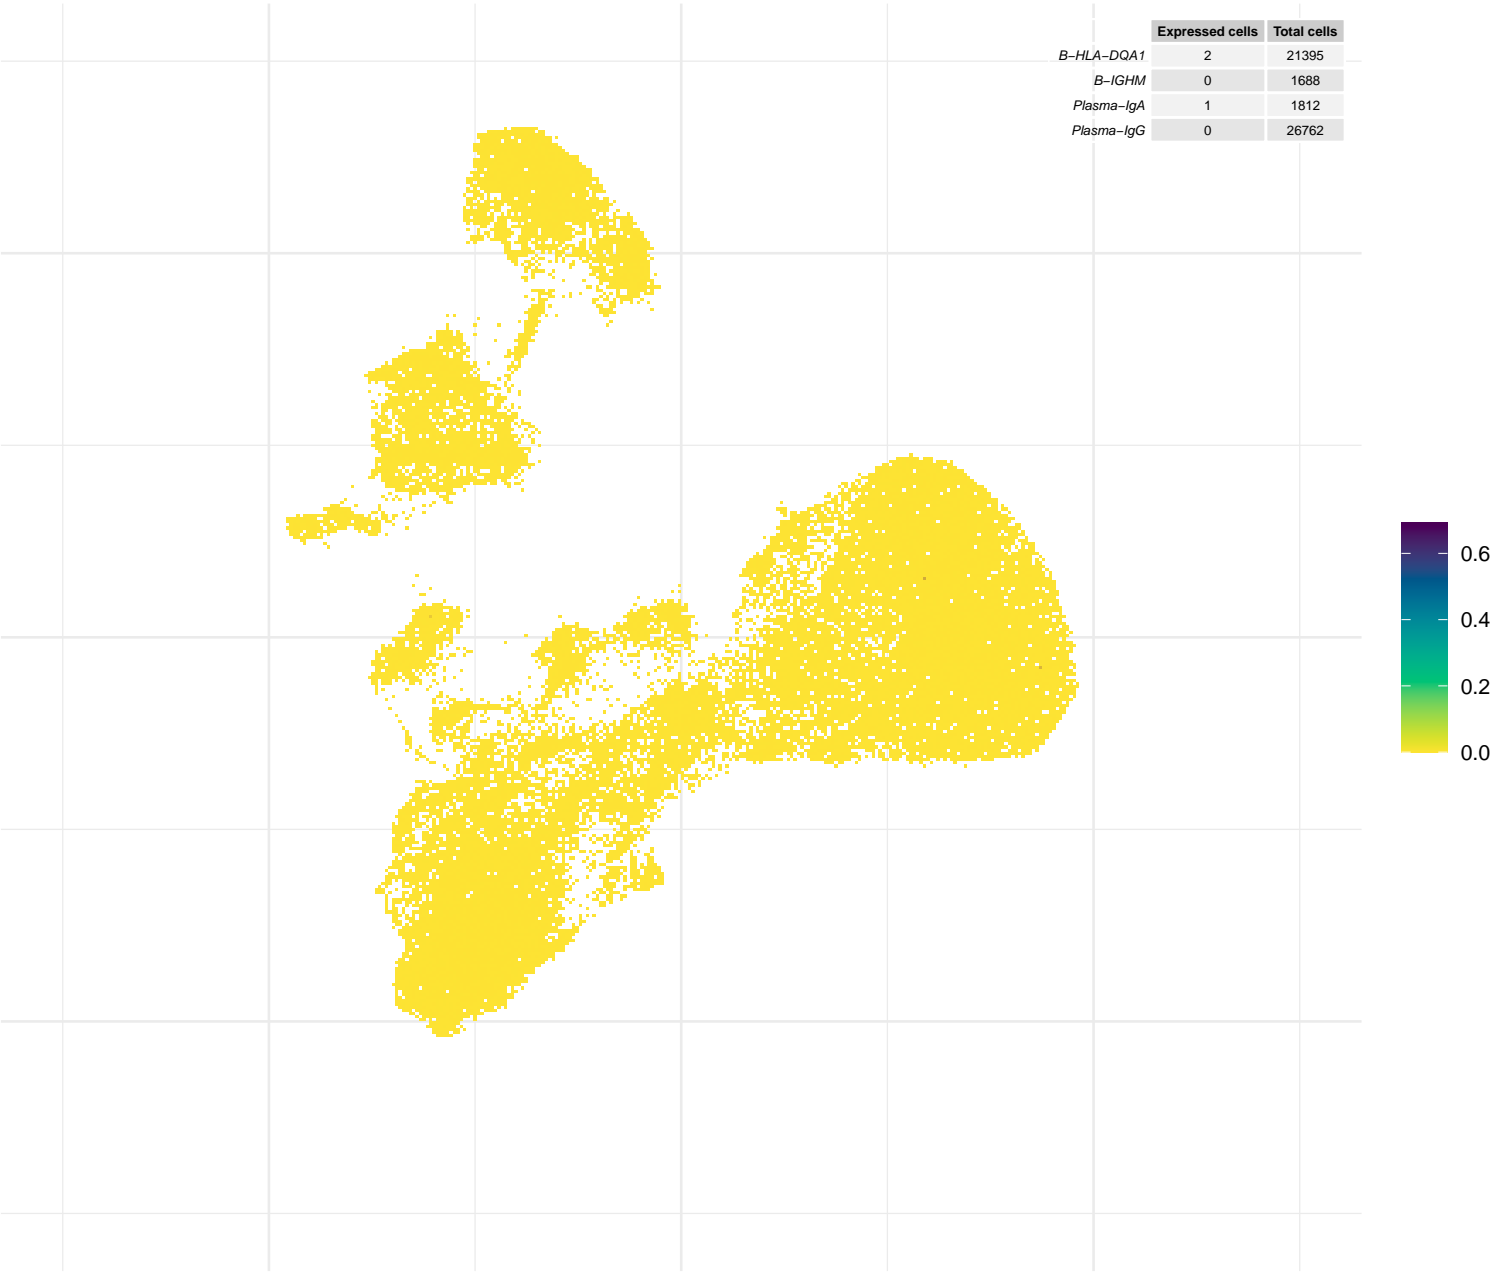 Expressed cells Total cells
B−HLA−DQA1 2 21395
B−IGHM 0 1688
Plasma−IgA 1 1812
Plasma−IgG 0 26762
0.6
0.4
0.2
0.0